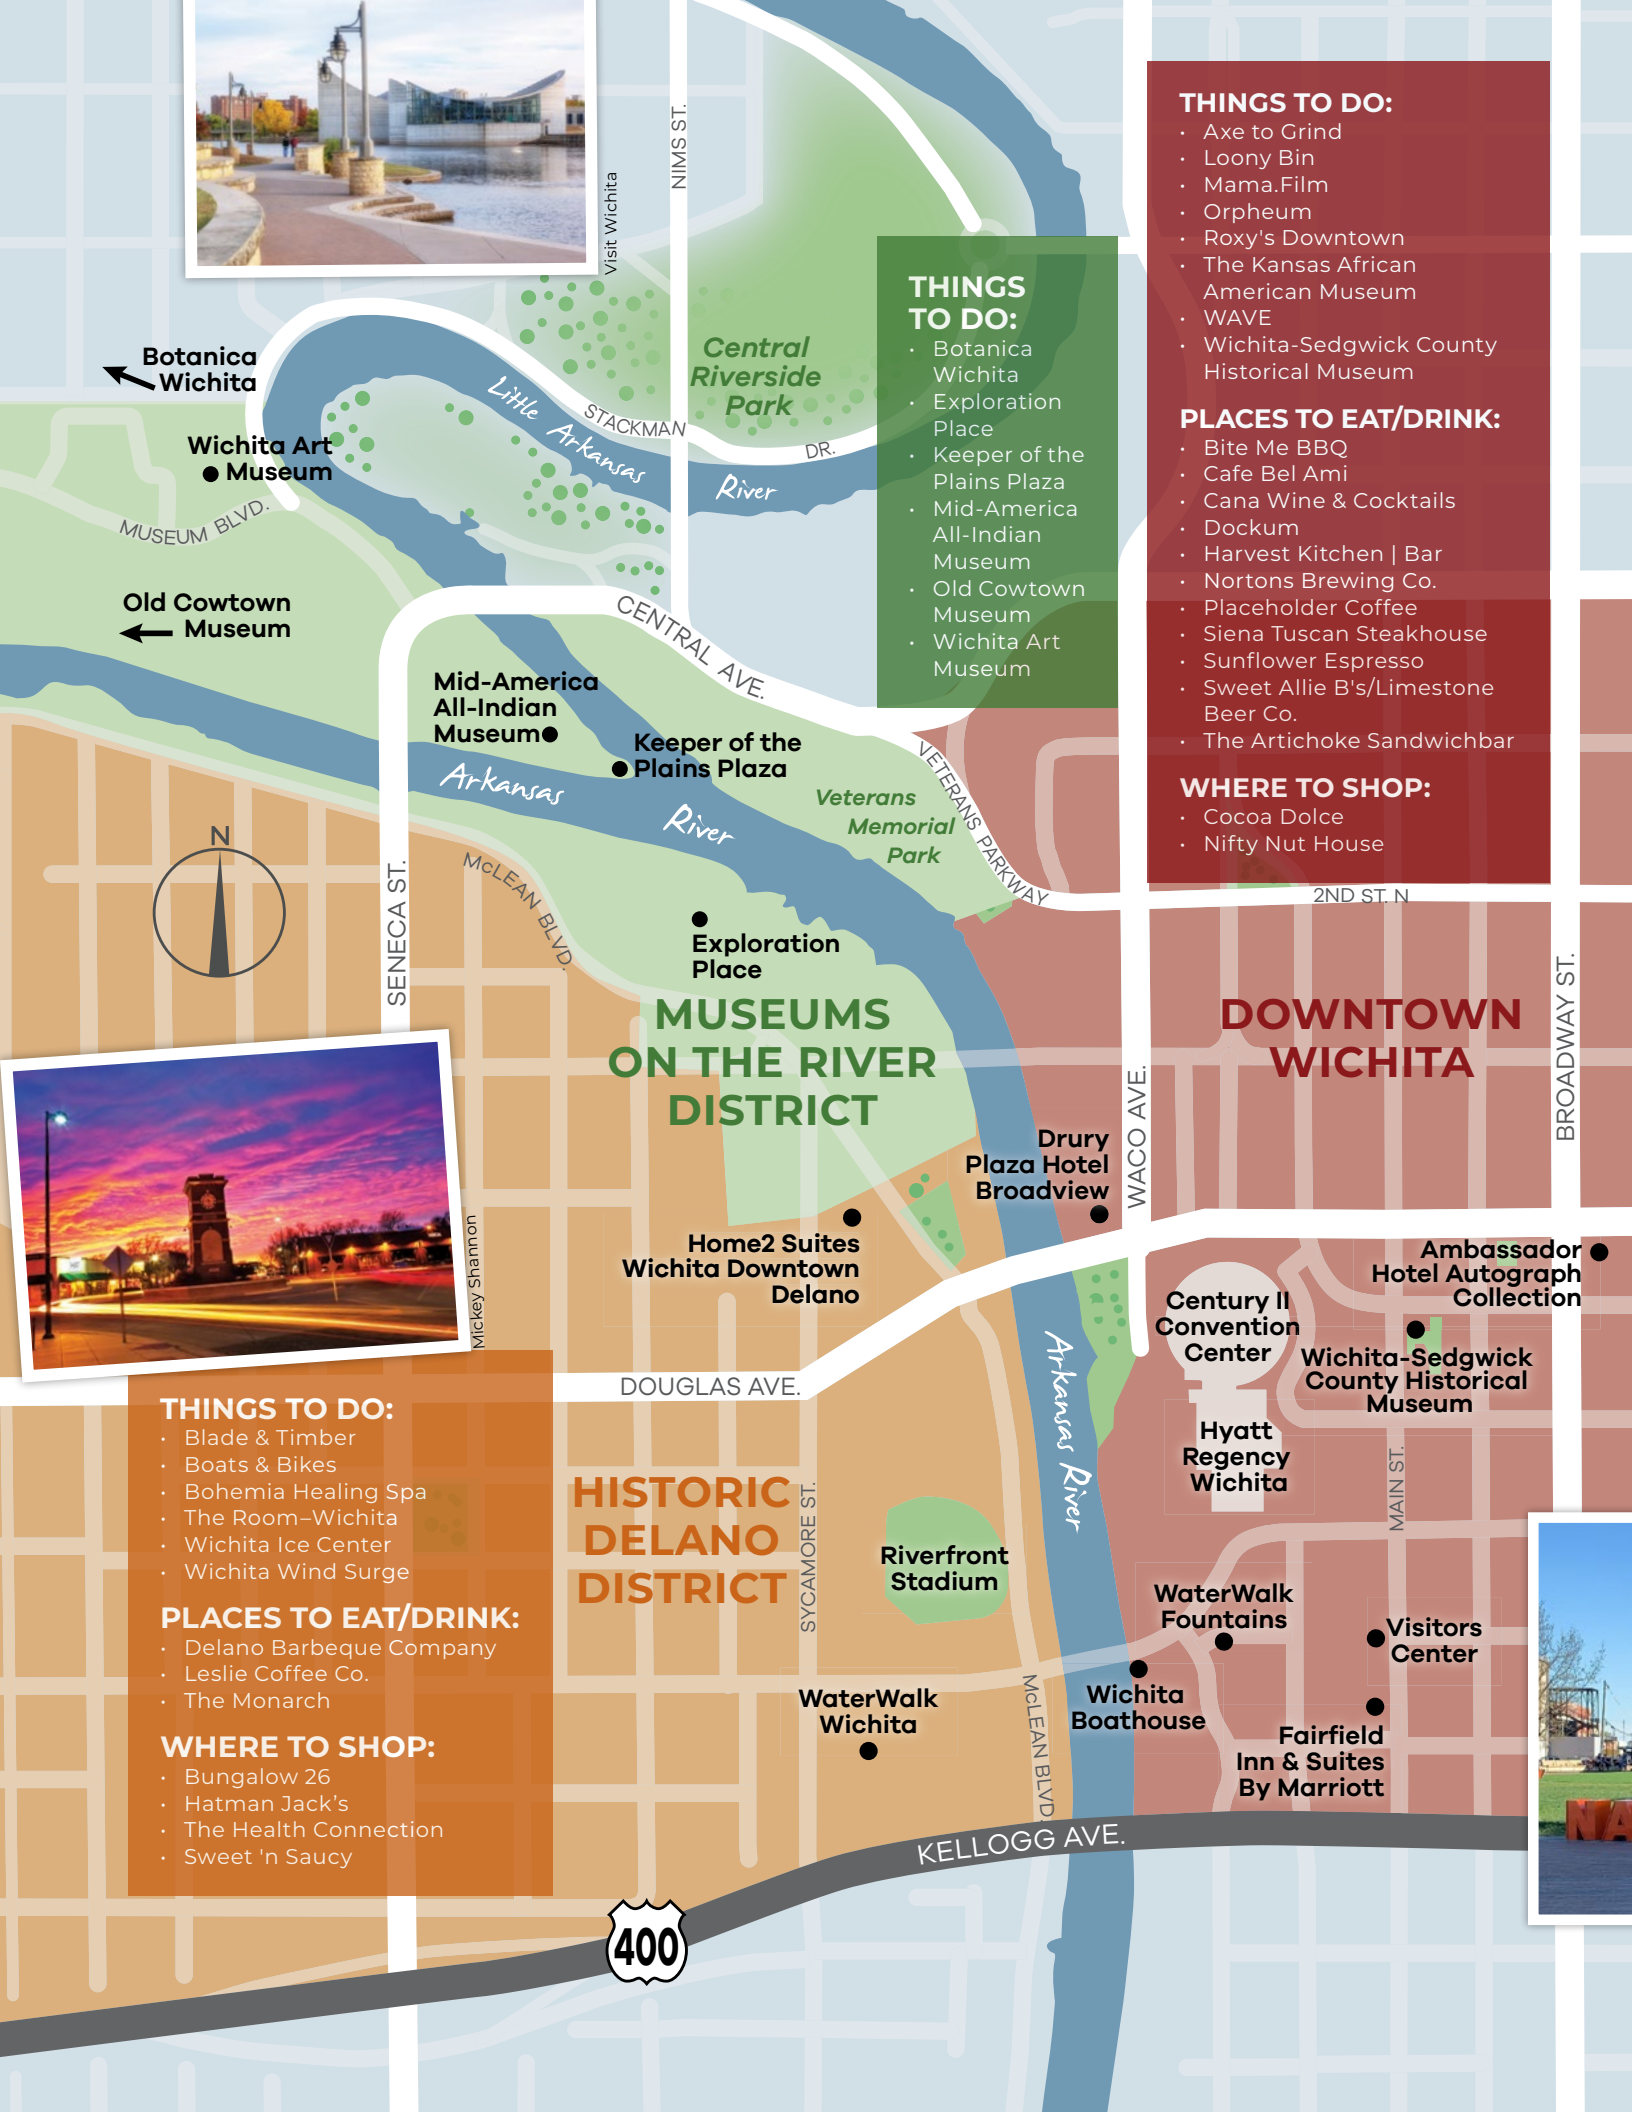 Visit Wichita
NIMS ST.
THINGS TO DO:
• Axe to Grind
• Loony Bin
• Mama.Film
• Orpheum
• Roxy's Downtown
• The Kansas African
American Museum
• WAVE
• Wichita-Sedgwick County
Historical Museum
PLACES TO EAT/DRINK:
• Bite Me BBQ
• Cafe Bel Ami
• Cana Wine & Cocktails
• Dockum
• Harvest Kitchen | Bar
• Nortons Brewing Co.
• Placeholder Coffee
• Siena Tuscan Steakhouse
• Sunflower Espresso
• Sweet Allie B's/Limestone
Beer Co.
• The Artichoke Sandwichbar
WHERE TO SHOP:
• Cocoa Dolce
• Nifty Nut House
THINGS
TO DO:
• Botanica
Wichita
• Exploration
Place
• Keeper of the
Plains Plaza
• Mid-America
All-Indian
Museum
• Old Cowtown
Museum
• Wichita Art
Museum
Central
Riverside
Park
Botanica
Wichita
Little Arkansas
River
STACKMAN
DR.
Wichita Art
Museum
MUSEUM BLVD.
Old Cowtown
Museum
CENTRAL AVE.
Mid-America
All-Indian
Museum
Keeper of the
Plains Plaza
Arkansas
River
Veterans
Memorial
Park
VETERANS PARKWAY
N
SENECA ST.
McLEAN BLVD.
2ND ST. N
Exploration
Place
MUSEUMS
ON THE RIVER
DISTRICT
DOWNTOWN
WICHITA
BROADWAY ST.
WACO AVE.
Drury
Plaza Hotel
Broadview
Mickey Shannon
Home2 Suites
Wichita Downtown
Delano
Ambassador
Hotel Autograph
Collection
Century II
Convention
Center
Wichita-Sedgwick
County Historical
Museum
Arkansas River
DOUGLAS AVE.
Hyatt
Regency
Wichita
MAIN ST.
THINGS TO DO:
• Blade & Timber
• Boats & Bikes
• Bohemia Healing Spa
• The Room–Wichita
• Wichita Ice Center
• Wichita Wind Surge
PLACES TO EAT/DRINK:
• Delano Barbeque Company
• Leslie Coffee Co.
• The Monarch
WHERE TO SHOP:
• Bungalow 26
• Hatman Jack's
• The Health Connection
• Sweet 'n Saucy
HISTORIC
DELANO
DISTRICT
SYCAMORE ST.
Riverfront
Stadium
WaterWalk
Fountains
Visitors
Center
WaterWalk
Wichita
McLEAN BLVD.
Wichita
Boathouse
Fairfield
Inn & Suites
By Marriott
NA
KELLOGG AVE.
400